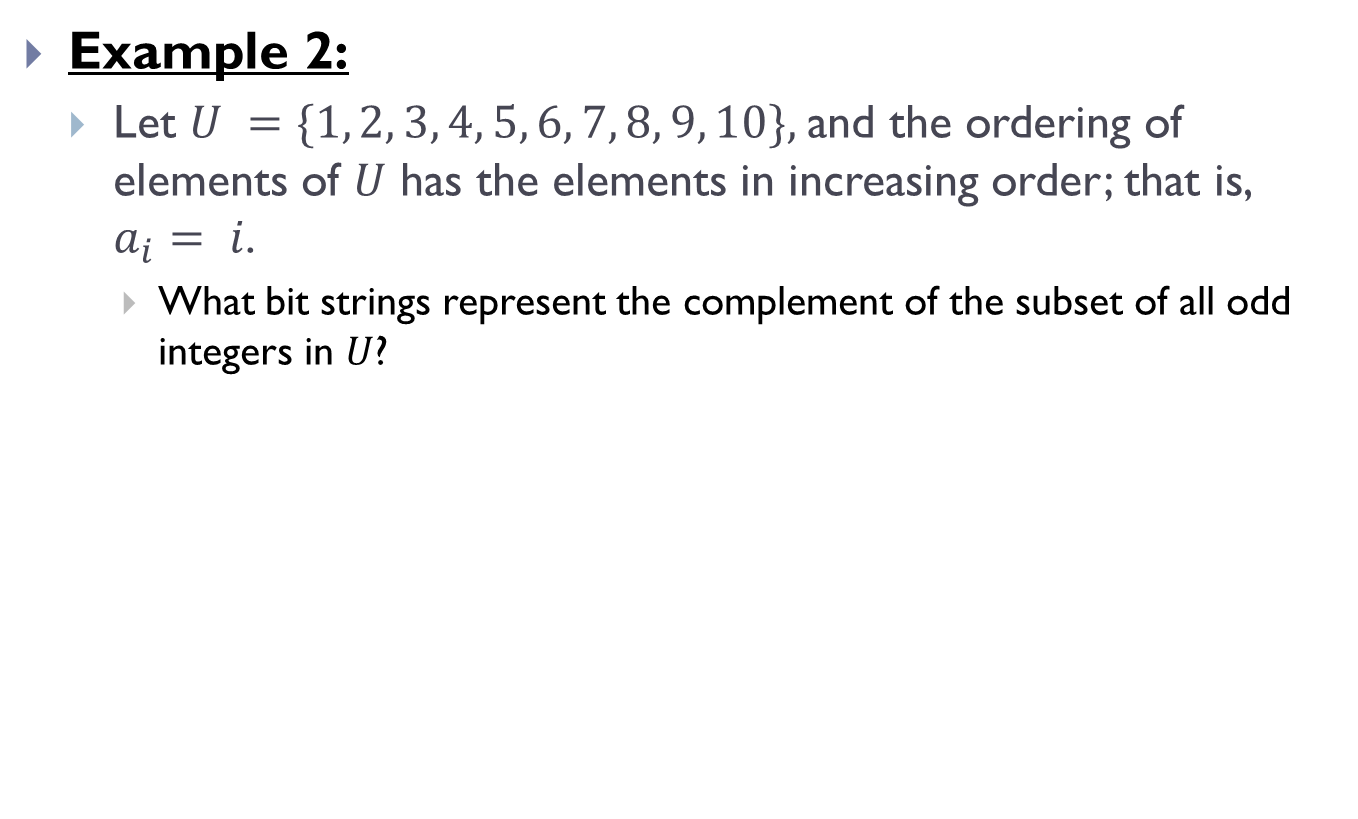 Example 2:
Let U = {1, 2, 3, 4, 5, 6, 7, 8, 9, 10}, and the ordering of
elements of U has the elements in increasing order; that is,
aᵢ = i.
What bit strings represent the complement of the subset of all odd
integers in U?